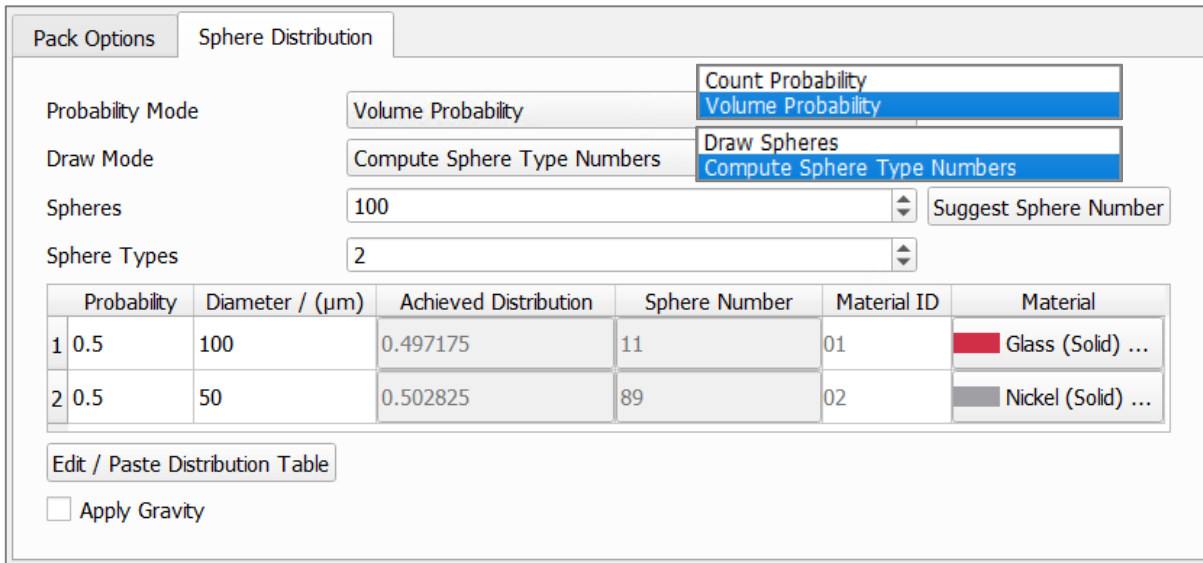 Pack Options Sphere Distribution
Count Probability
Probability Mode Volume Probability Volume Probability
Draw Spheres
Draw Mode Compute Sphere Type Numbers Compute Sphere Type Numbers
Spheres 100 Suggest Sphere Number
Sphere Types 2
Probability Diameter / (µm) Achieved Distribution Sphere Number Material ID Material
1 0.5 100 0.497175 11 01 Glass (Solid) ...
2 0.5 50 0.502825 89 02 Nickel (Solid) ...
Edit / Paste Distribution Table
Apply Gravity